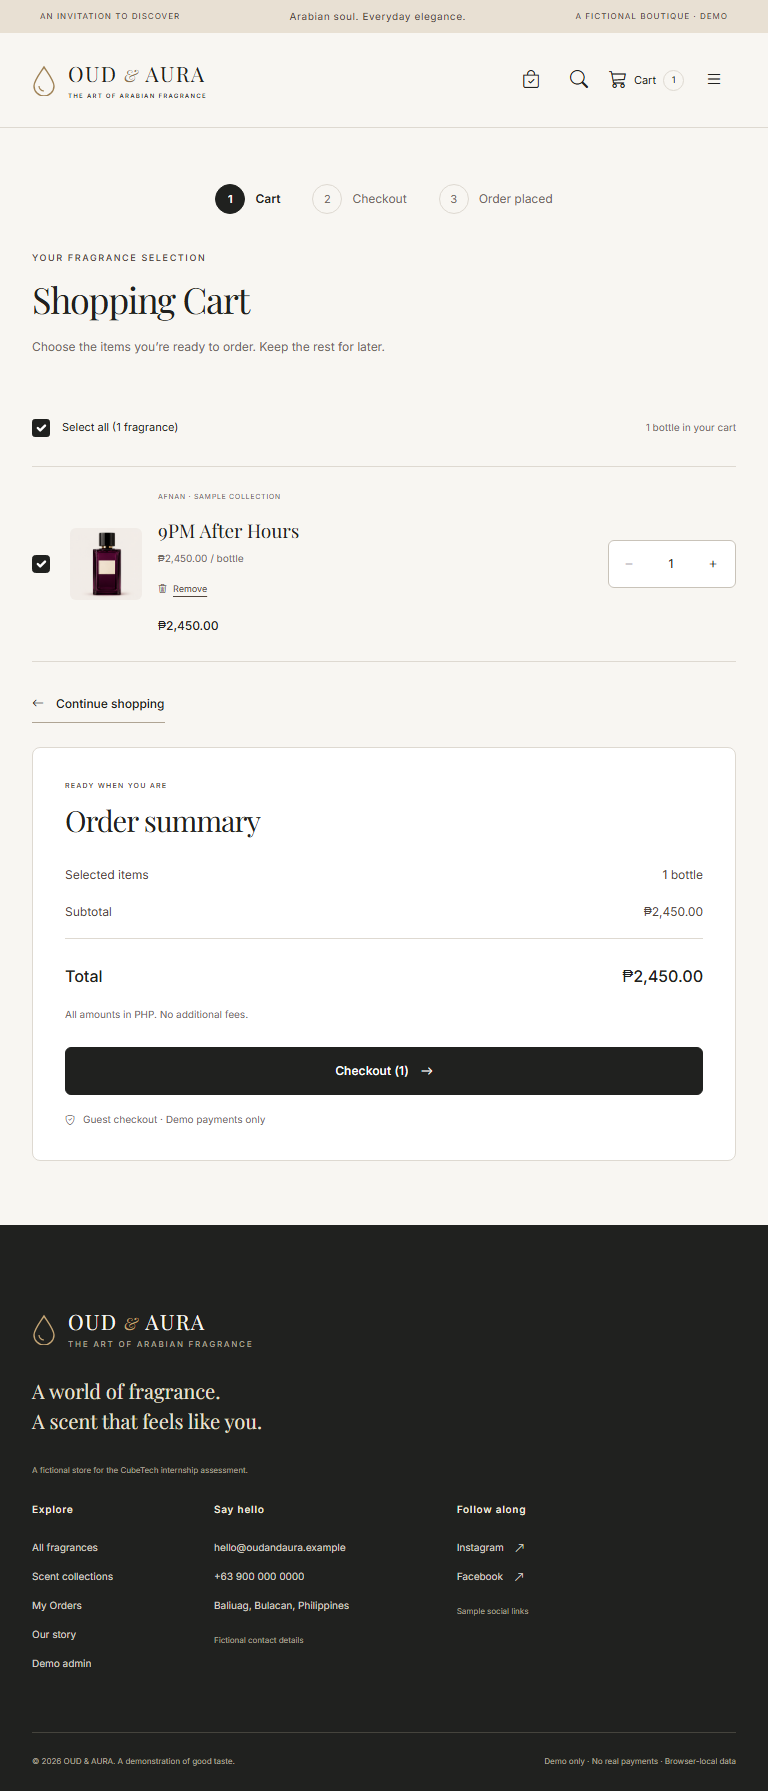 AN INVITATION TO DISCOVER
Arabian soul. Everyday elegance.
A FICTIONAL BOUTIQUE · DEMO
OUD & AURA
THE ART OF ARABIAN FRAGRANCE
Cart 1
1 Cart 2 Checkout 3 Order placed
YOUR FRAGRANCE SELECTION
Shopping Cart
Choose the items you’re ready to order. Keep the rest for later.
Select all (1 fragrance)
1 bottle in your cart
AFNAN · SAMPLE COLLECTION
9PM After Hours
₱2,450.00 / bottle
Remove
₱2,450.00
− 1 +
← Continue shopping
READY WHEN YOU ARE
Order summary
Selected items 1 bottle
Subtotal ₱2,450.00
Total ₱2,450.00
All amounts in PHP. No additional fees.
Checkout (1) →
Guest checkout · Demo payments only
OUD & AURA
THE ART OF ARABIAN FRAGRANCE
A world of fragrance.
A scent that feels like you.
A fictional store for the CubeTech internship assessment.
Explore
All fragrances
Scent collections
My Orders
Our story
Demo admin
Say hello
hello@oudandaura.example
+63 900 000 0000
Baliuag, Bulacan, Philippines
Fictional contact details
Follow along
Instagram ↗
Facebook ↗
Sample social links
© 2026 OUD & AURA. A demonstration of good taste.
Demo only · No real payments · Browser-local data